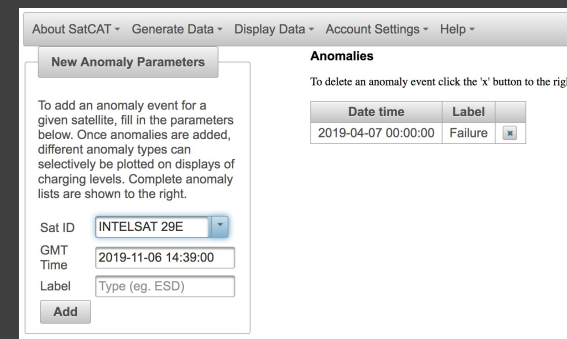 About SatCAT Generate Data Display Data Account Settings Help
New Anomaly Parameters
To add an anomaly event for a
given satellite, fill in the parameters
below. Once anomalies are added,
different anomaly types can
selectively be plotted on displays of
charging levels. Complete anomaly
lists are shown to the right.
Sat ID INTELSAT 29E
GMT
Time 2019-11-06 14:39:00
Label Type (eg. ESD)
Add
Anomalies
To delete an anomaly event click the 'x' button to the
Date time Label
2019-04-07 00:00:00 Failure x